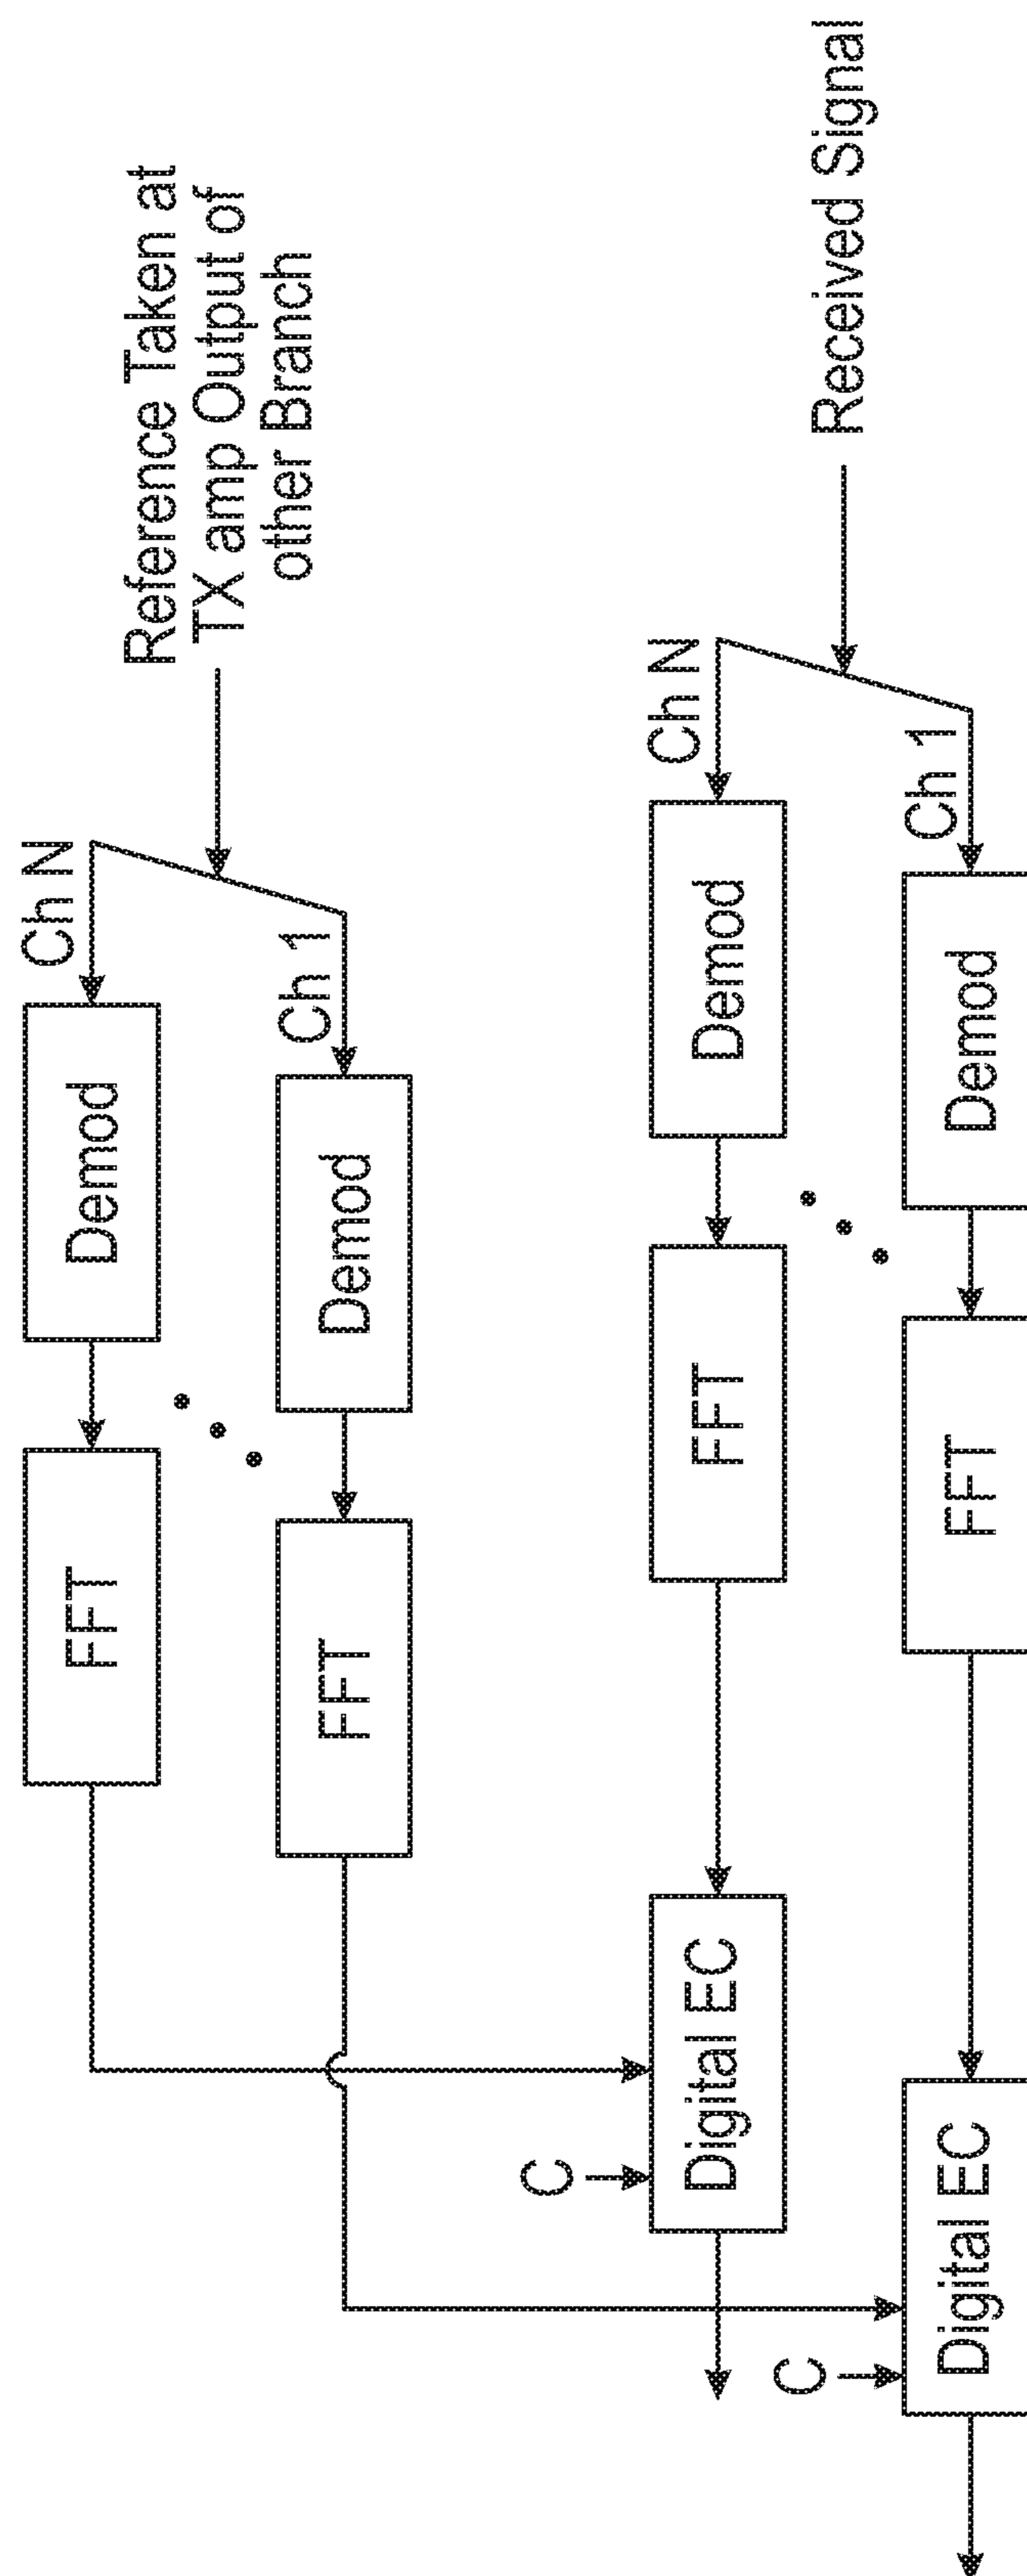 Reference Taken at
TX amp Output of
other Branch
Ch N
Demod
FFT
Ch 1
Demod
FFT
Received Signal
Ch N
Demod
FFT
Digital EC
C
Ch 1
Demod
FFT
Digital EC
C